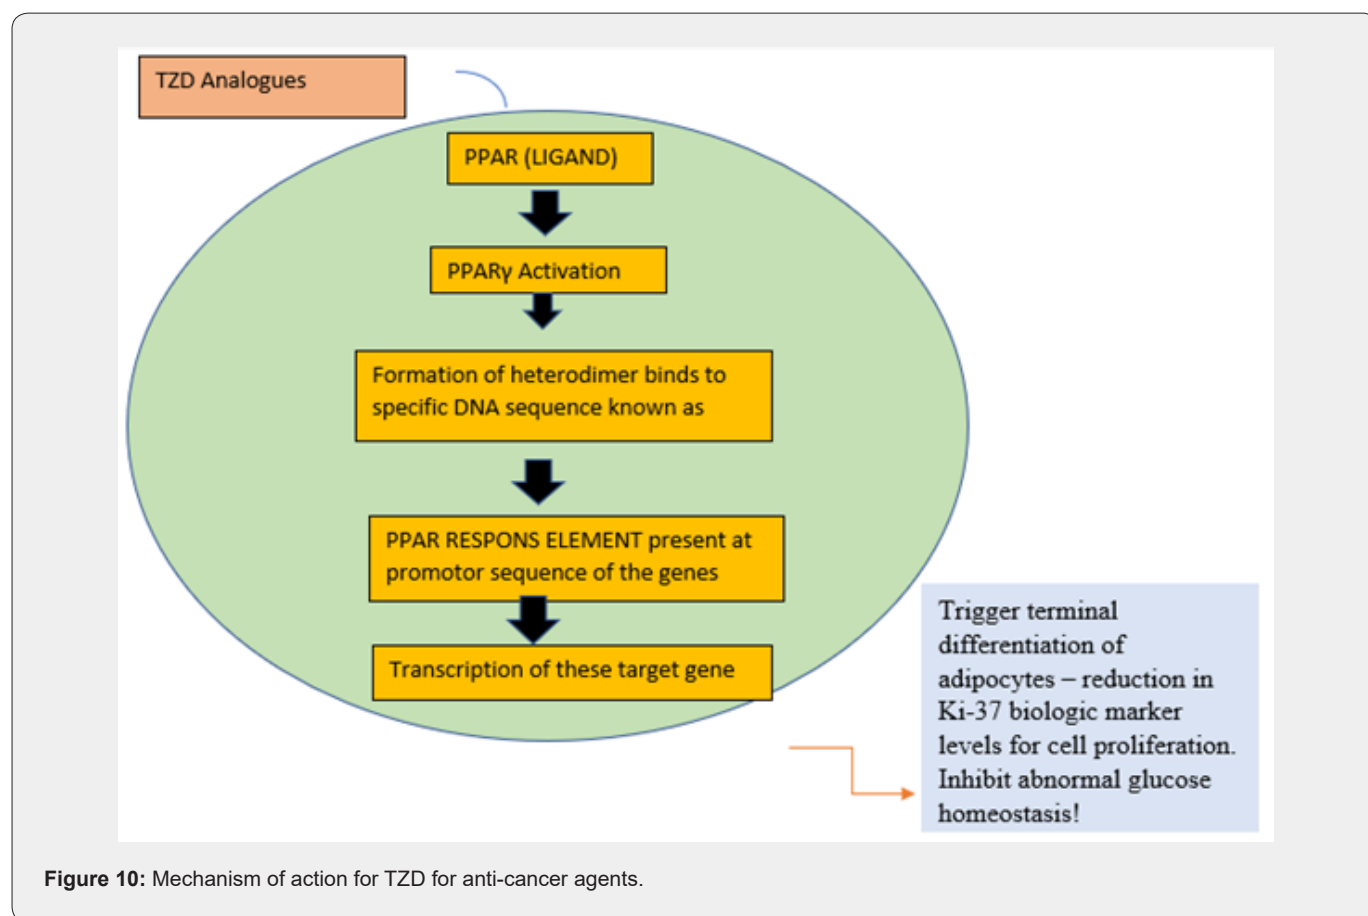 TZD Analogues
PPAR (LIGAND)
PPARγ Activation
Formation of heterodimer binds to
specific DNA sequence known as
PPAR RESPONS ELEMENT present at
promotor sequence of the genes
Transcription of these target gene
Trigger terminal
differentiation of
adipocytes – reduction in
Ki-37 biologic marker
levels for cell proliferation.
Inhibit abnormal glucose
homeostasis!
Figure 10: Mechanism of action for TZD for anti-cancer agents.